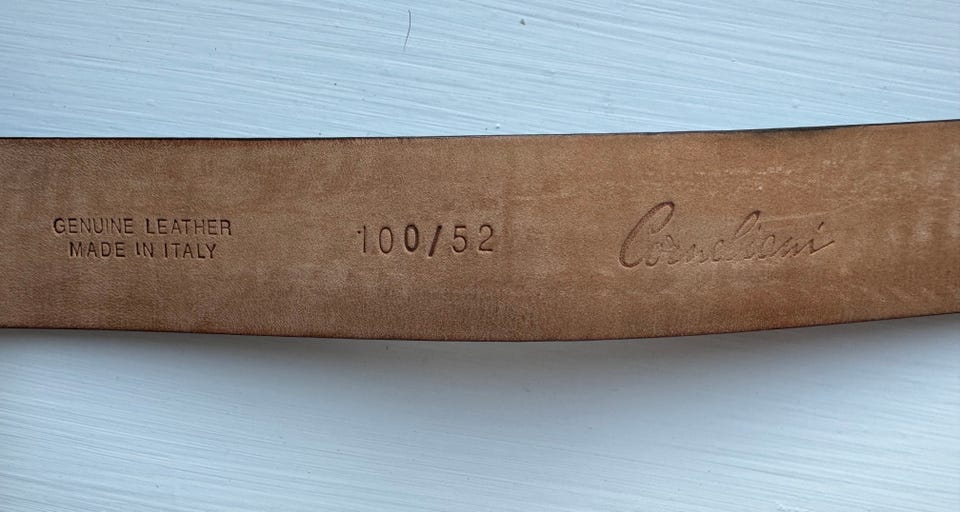 GENUINE LEATHER
MADE IN ITALY
100/52
Corneliani